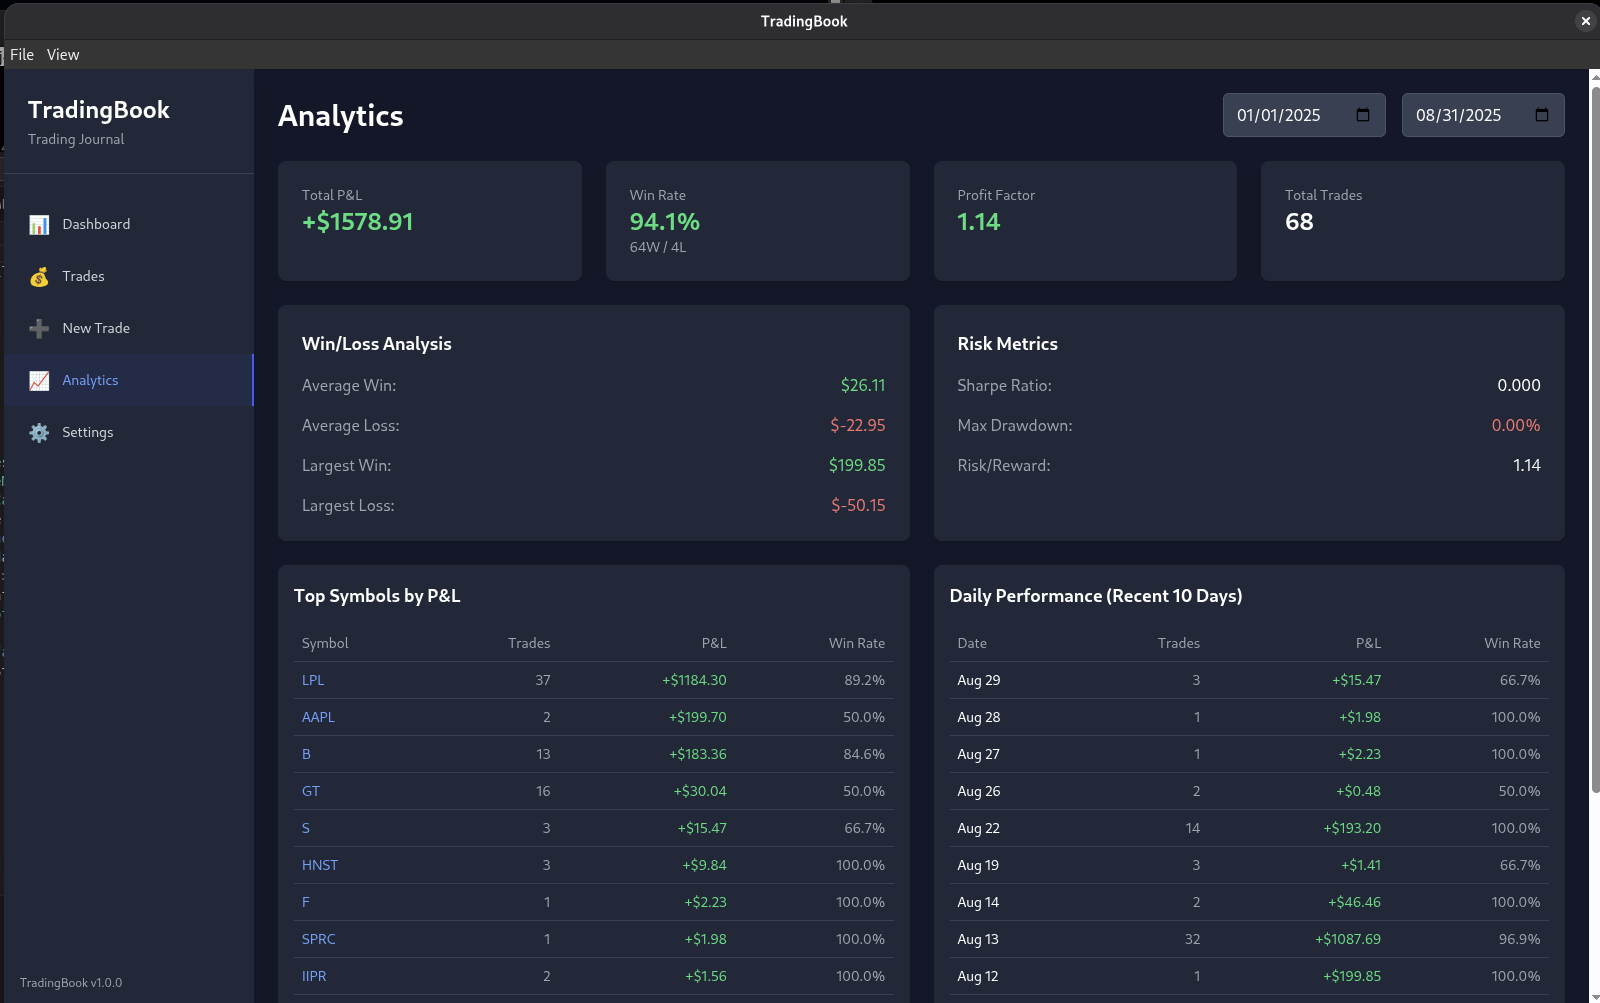 TradingBook
File View
TradingBook
Trading Journal
Dashboard
Trades
New Trade
Analytics
Settings
TradingBook v1.0.0
Analytics
01/01/2025 08/31/2025
Total P&L
+$1578.91
Win Rate
94.1%
64W / 4L
Profit Factor
1.14
Total Trades
68
Win/Loss Analysis
Average Win: $26.11
Average Loss: $-22.95
Largest Win: $199.85
Largest Loss: $-50.15
Risk Metrics
Sharpe Ratio: 0.000
Max Drawdown: 0.00%
Risk/Reward: 1.14
Top Symbols by P&L
Symbol Trades P&L Win Rate
LPL 37 +$1184.30 89.2%
AAPL 2 +$199.70 50.0%
B 13 +$183.36 84.6%
GT 16 +$30.04 50.0%
S 3 +$15.47 66.7%
HNST 3 +$9.84 100.0%
F 1 +$2.23 100.0%
SPRC 1 +$1.98 100.0%
IIPR 2 +$1.56 100.0%
Daily Performance (Recent 10 Days)
Date Trades P&L Win Rate
Aug 29 3 +$15.47 66.7%
Aug 28 1 +$1.98 100.0%
Aug 27 1 +$2.23 100.0%
Aug 26 2 +$0.48 50.0%
Aug 22 14 +$193.20 100.0%
Aug 19 3 +$1.41 66.7%
Aug 14 2 +$46.46 100.0%
Aug 13 32 +$1087.69 96.9%
Aug 12 1 +$199.85 100.0%